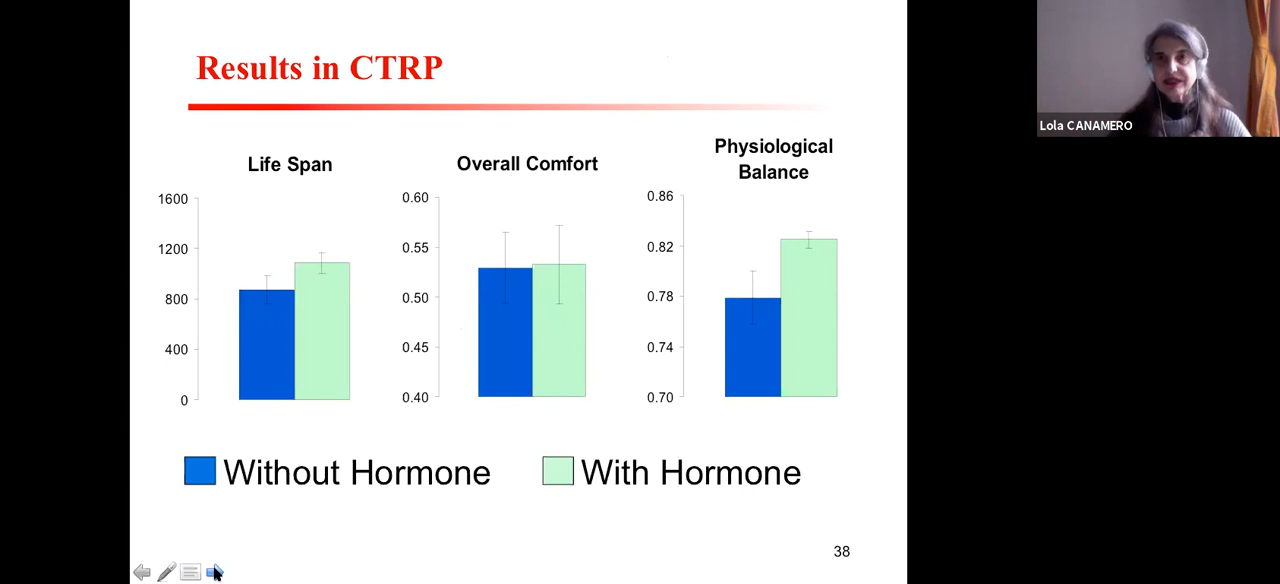 Results in CTRP
Lola CANAMERO
Life Span
1600
1200
800
400
0
Overall Comfort
0.60
0.55
0.50
0.45
0.40
Physiological
Balance
0.86
0.82
0.78
0.74
0.70
Without Hormone
With Hormone
38